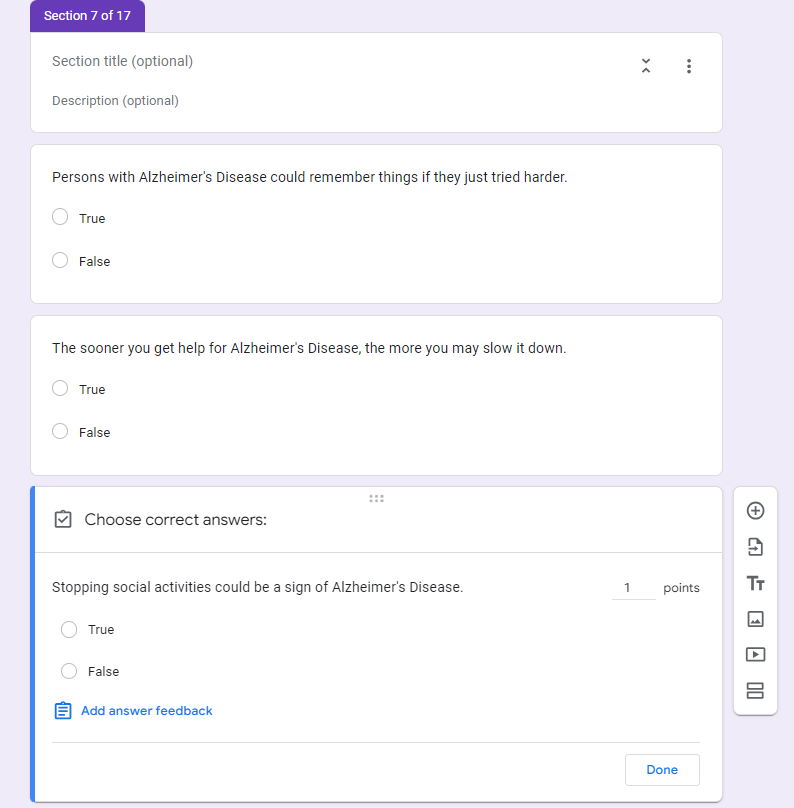 Section 7 of 17
Section title (optional)
Description (optional)
Persons with Alzheimer's Disease could remember things if they just tried harder.
True
False
The sooner you get help for Alzheimer's Disease, the more you may slow it down.
True
False
Choose correct answers:
Stopping social activities could be a sign of Alzheimer's Disease. 1 points
True
False
Add answer feedback
Done
Tт